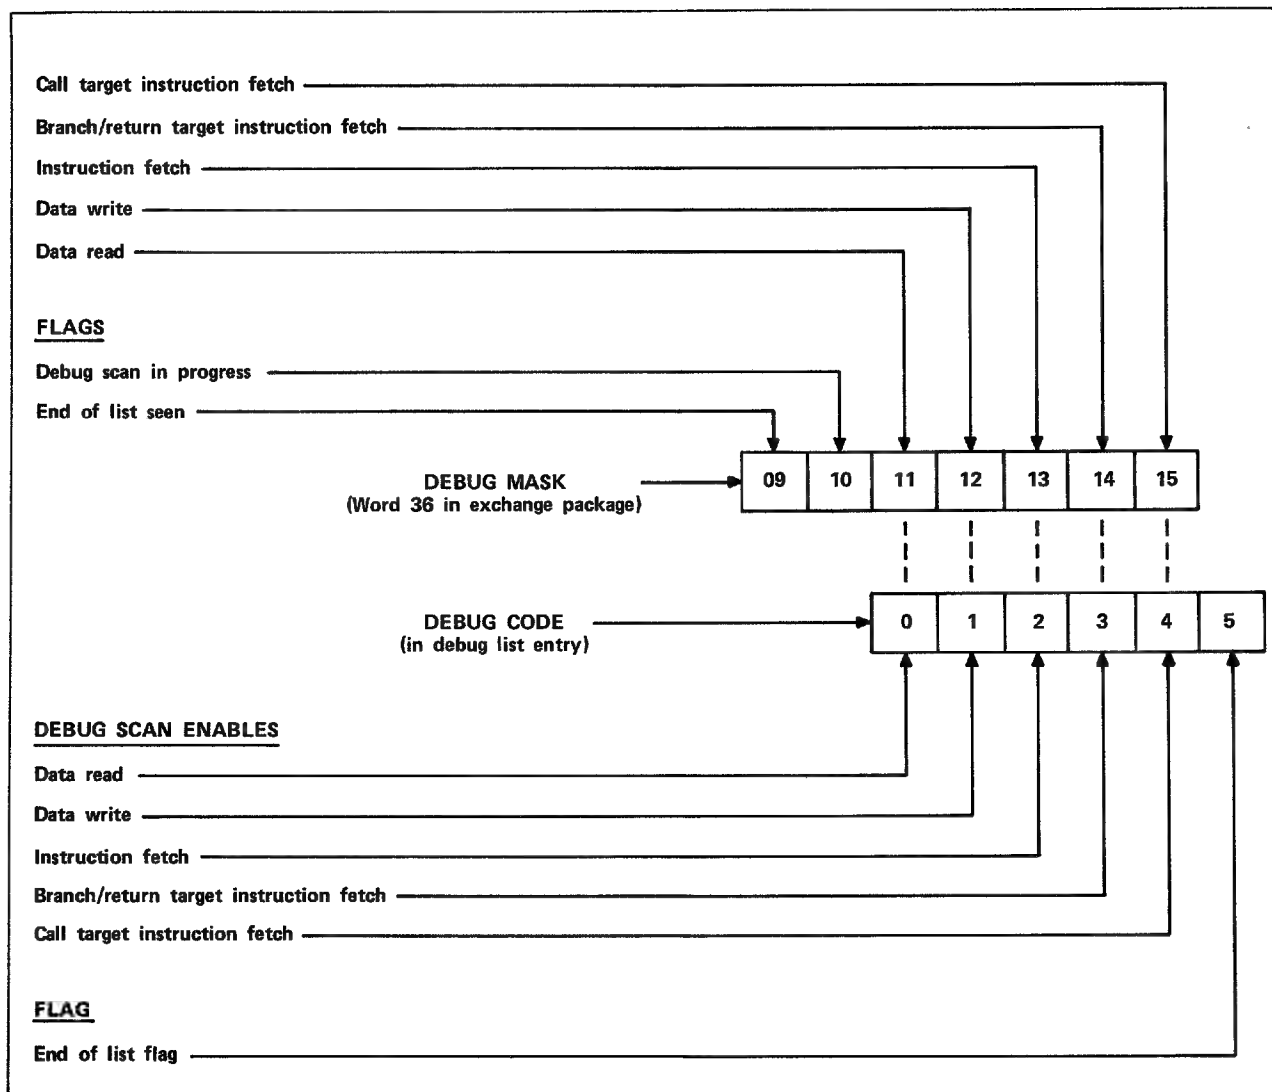 Call target instruction fetch
Branch/return target instruction fetch
Instruction fetch
Data write
Data read
FLAGS
Debug scan in progress
End of list seen
DEBUG MASK
(Word 36 in exchange package)
09 10 11 12 13 14 15
DEBUG CODE
(in debug list entry)
0 1 2 3 4 5
DEBUG SCAN ENABLES
Data read
Data write
Instruction fetch
Branch/return target instruction fetch
Call target instruction fetch
FLAG
End of list flag